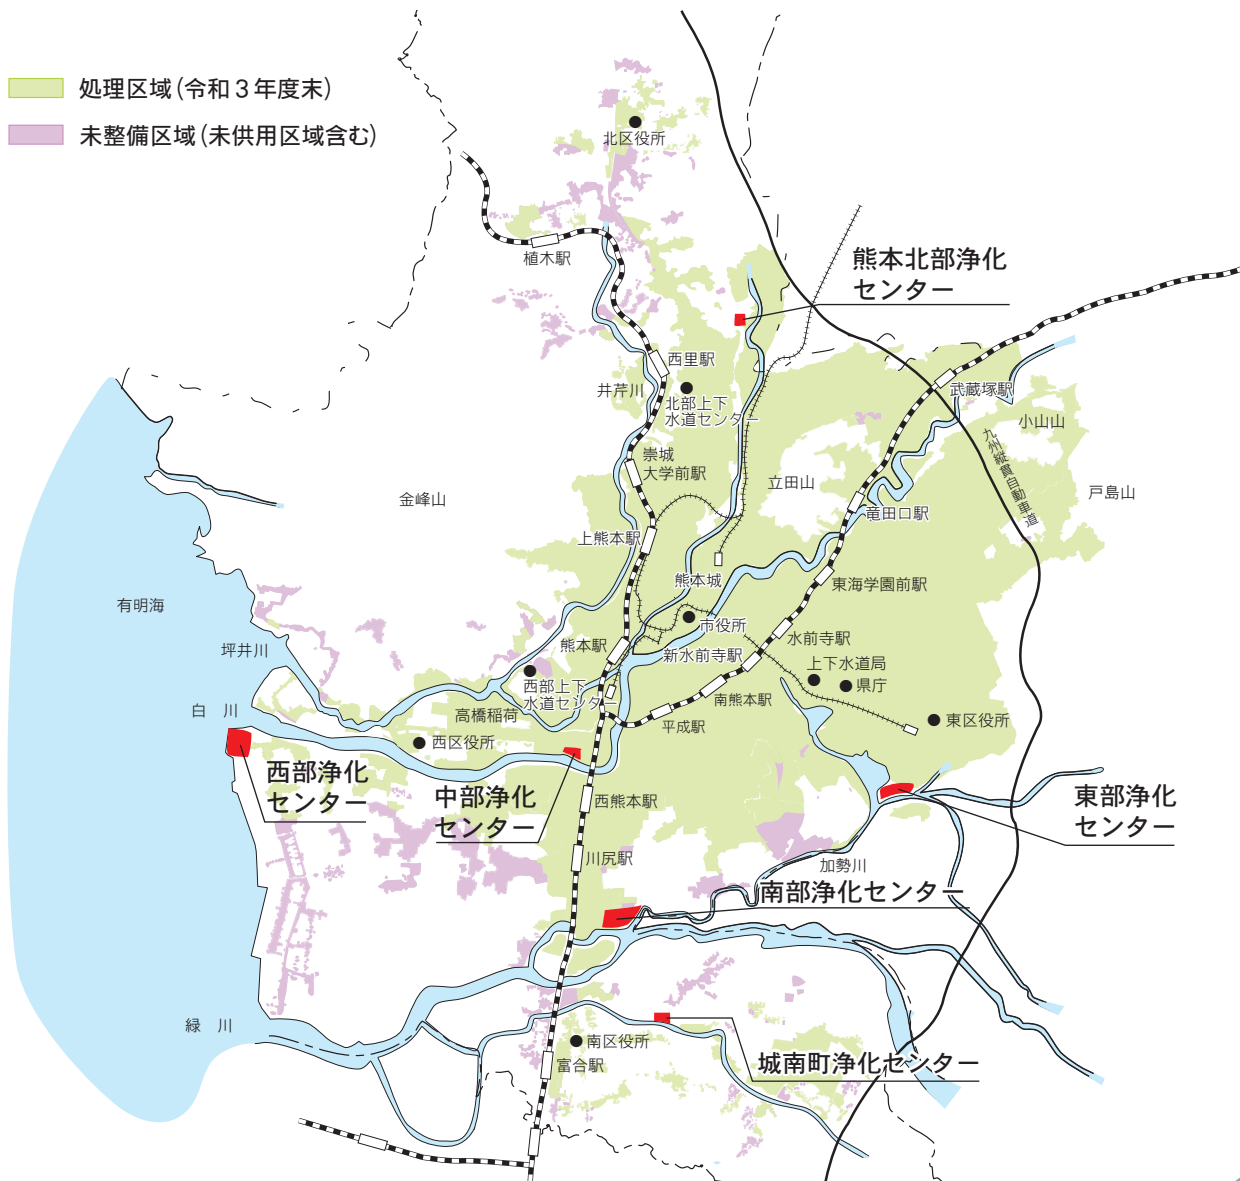 処理区域(令和３年度末)
未整備区域(未供用区域含む)
北区役所
植木駅
熊本北部浄化
センター
西里駅
井芹川
北部上下
水道センター
武蔵塚駅
小山山
九州縦貫自動車道
崇城
大学前駅
立田山
戸島山
金峰山
竜田口駅
上熊本駅
熊本城
東海学園前駅
有明海
市役所
水前寺駅
坪井川
熊本駅
新水前寺駅
上下水道局
県庁
西部上下
水道センター
南熊本駅
白　川
高橋稲荷
平成駅
東区役所
西区役所
西部浄化
センター
中部浄化
センター
西熊本駅
東部浄化
センター
川尻駅
加勢川
南部浄化センター
緑　川
南区役所
富合駅
城南町浄化センター